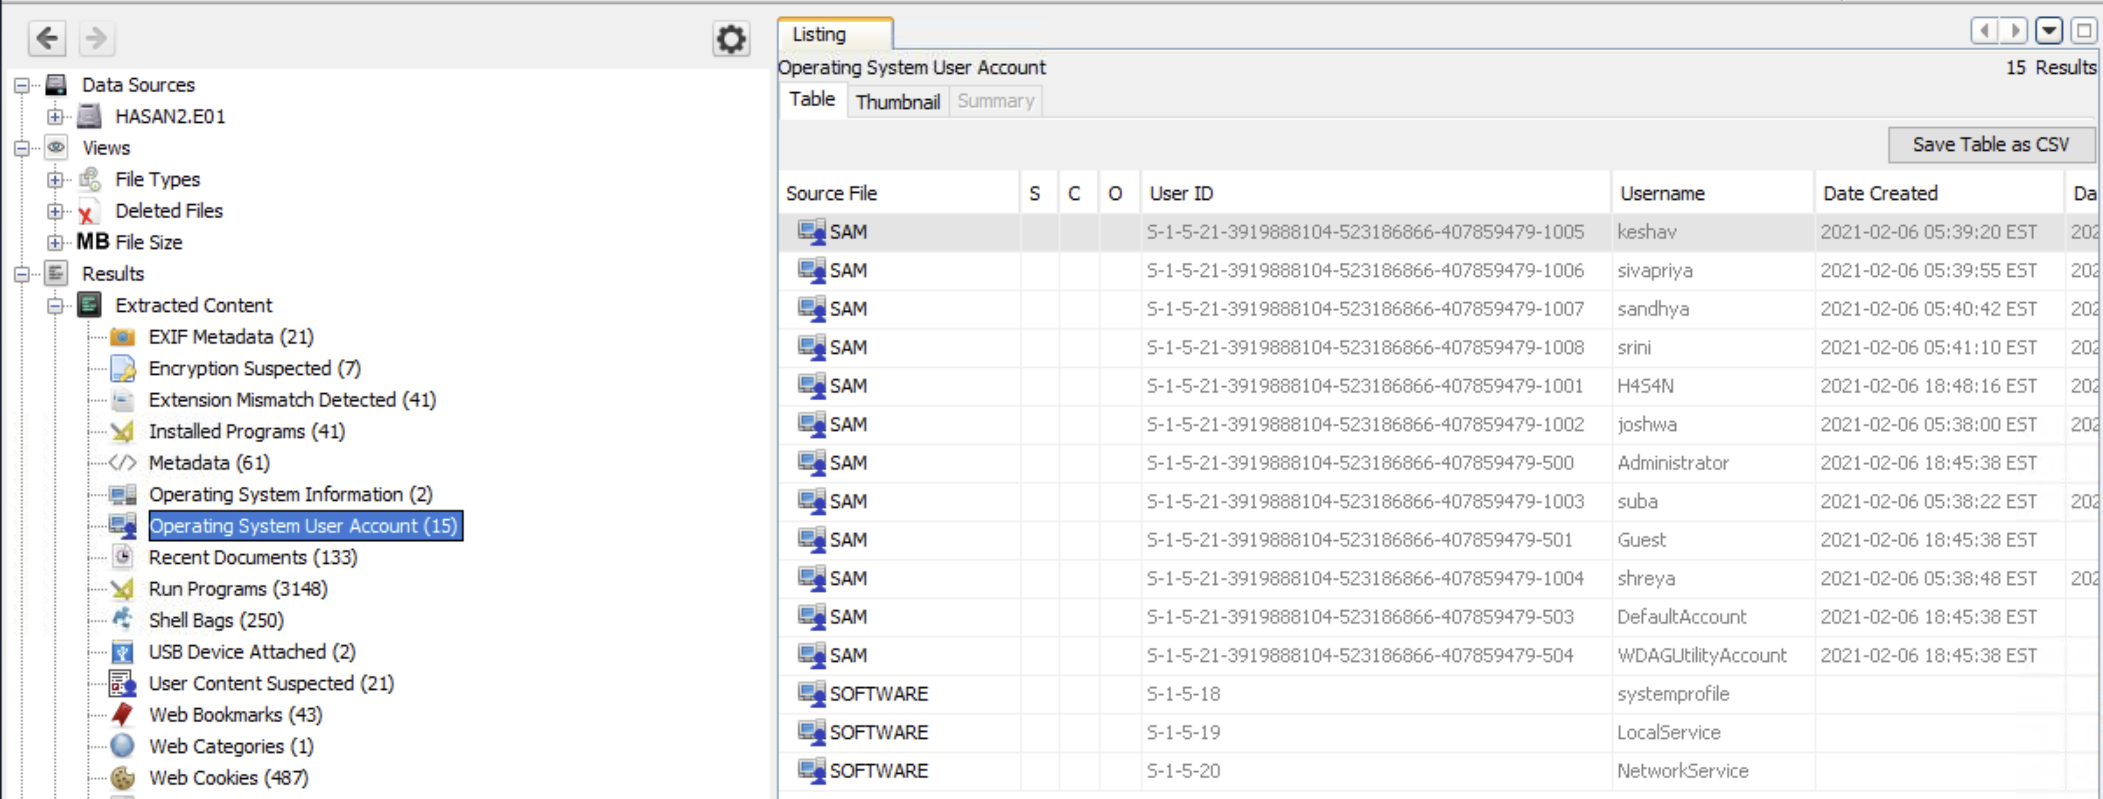 Data Sources
HASAN2.E01
Views
File Types
Deleted Files
MB File Size
Results
Extracted Content
EXIF Metadata (21)
Encryption Suspected (7)
Extension Mismatch Detected (41)
Installed Programs (41)
Metadata (61)
Operating System Information (2)
Operating System User Account (15)
Recent Documents (133)
Run Programs (3148)
Shell Bags (250)
USB Device Attached (2)
User Content Suspected (21)
Web Bookmarks (43)
Web Categories (1)
Web Cookies (487)
Listing
Operating System User Account 15 Results
Table Thumbnail Summary
Save Table as CSV
Source File S C O User ID Username Date Created Da
SAM S-1-5-21-3919888104-523186866-407859479-1005 keshav 2021-02-06 05:39:20 EST 202
SAM S-1-5-21-3919888104-523186866-407859479-1006 sivapriya 2021-02-06 05:39:55 EST 202
SAM S-1-5-21-3919888104-523186866-407859479-1007 sandhya 2021-02-06 05:40:42 EST 202
SAM S-1-5-21-3919888104-523186866-407859479-1008 srini 2021-02-06 05:41:10 EST 202
SAM S-1-5-21-3919888104-523186866-407859479-1001 H4S4N 2021-02-06 18:48:16 EST 202
SAM S-1-5-21-3919888104-523186866-407859479-1002 joshwa 2021-02-06 05:38:00 EST 202
SAM S-1-5-21-3919888104-523186866-407859479-500 Administrator 2021-02-06 18:45:38 EST
SAM S-1-5-21-3919888104-523186866-407859479-1003 suba 2021-02-06 05:38:22 EST 202
SAM S-1-5-21-3919888104-523186866-407859479-501 Guest 2021-02-06 18:45:38 EST
SAM S-1-5-21-3919888104-523186866-407859479-1004 shreya 2021-02-06 05:38:48 EST 202
SAM S-1-5-21-3919888104-523186866-407859479-503 DefaultAccount 2021-02-06 18:45:38 EST
SAM S-1-5-21-3919888104-523186866-407859479-504 WDAGUtilityAccount 2021-02-06 18:45:38 EST
SOFTWARE S-1-5-18 systemprofile
SOFTWARE S-1-5-19 LocalService
SOFTWARE S-1-5-20 NetworkService